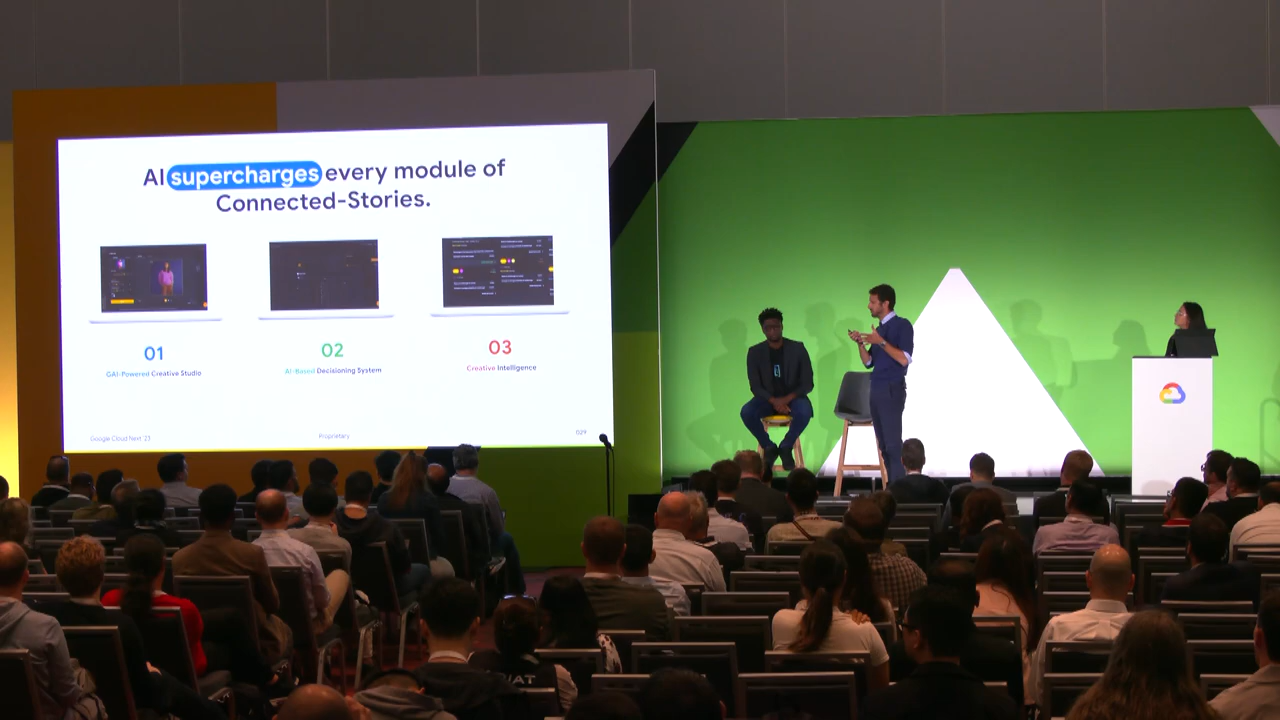 AI supercharges every module of
Connected-Stories.
01
GAI-Powered Creative Studio
02
AI-Based Decisioning System
03
Creative Intelligence
Google Cloud Next '23
Proprietary
029
IAT